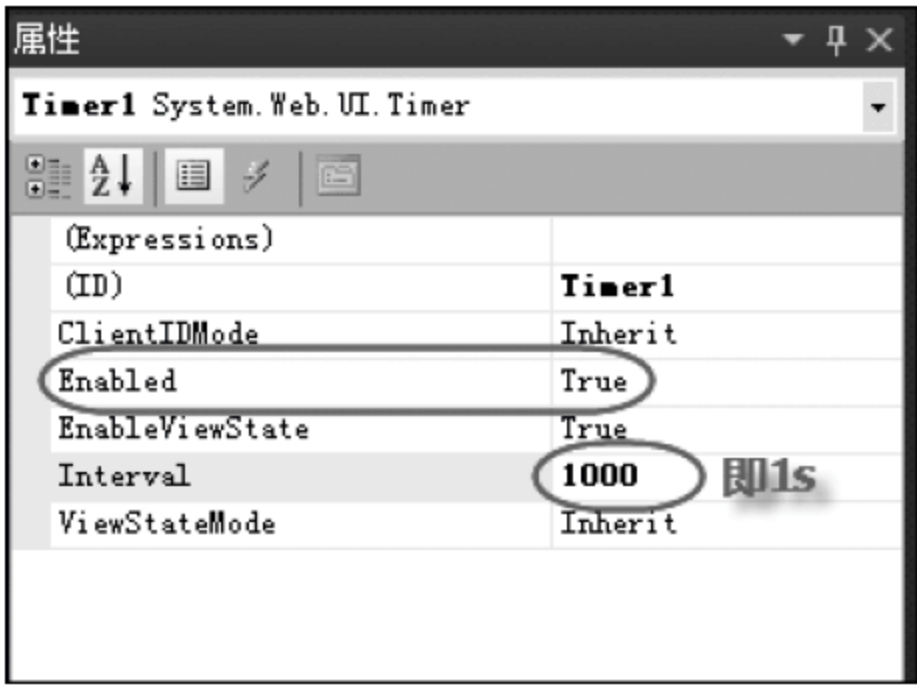 属性
Timer1 System.Web.UI.Timer
(Expressions)
(ID) Timer1
ClientIDMode Inherit
Enabled True
EnableViewState True
Interval 1000 即1s
ViewStateMode Inherit